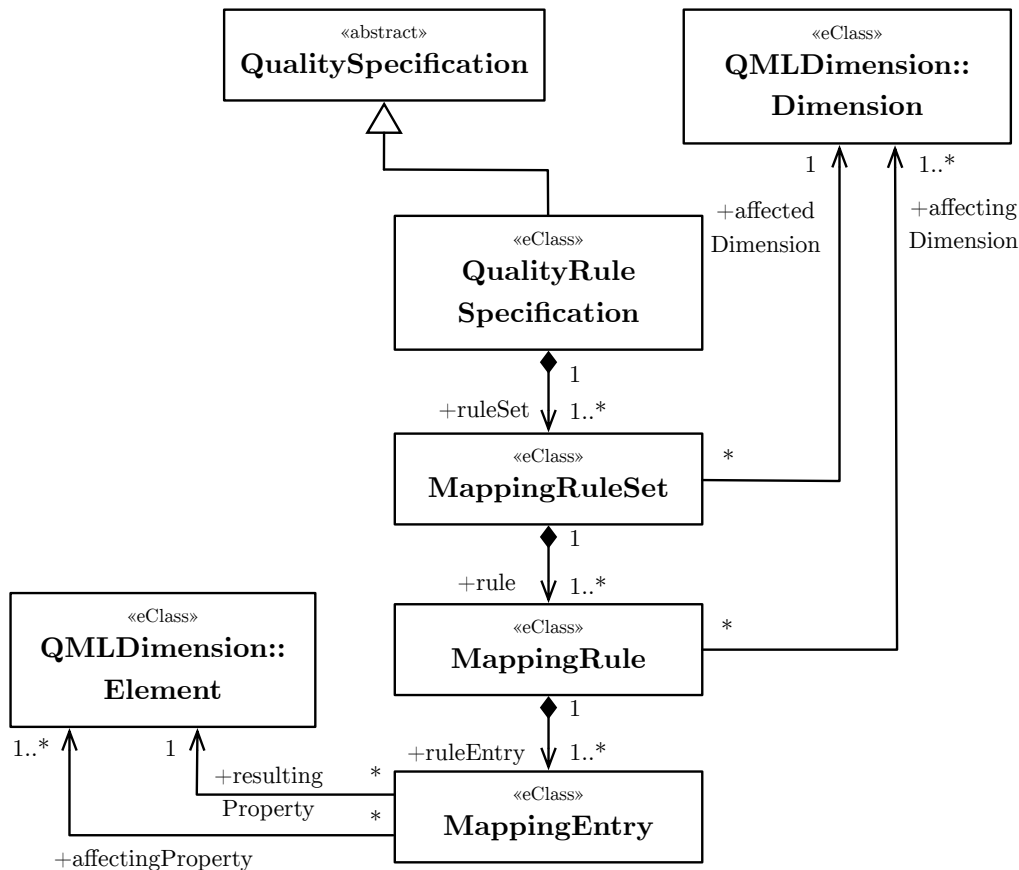 «abstract»
QualitySpecification
«eClass»
QMLDimension::
Dimension
1
1..*
+affected
Dimension
+affecting
Dimension
«eClass»
QualityRule
Specification
1
+ruleSet
1..*
«eClass»
MappingRuleSet
*
1
+rule
1..*
«eClass»
MappingRule
*
«eClass»
QMLDimension::
Element
1
+ruleEntry
1..*
1..*
1
+resulting
Property
*
*
+affectingProperty
«eClass»
MappingEntry